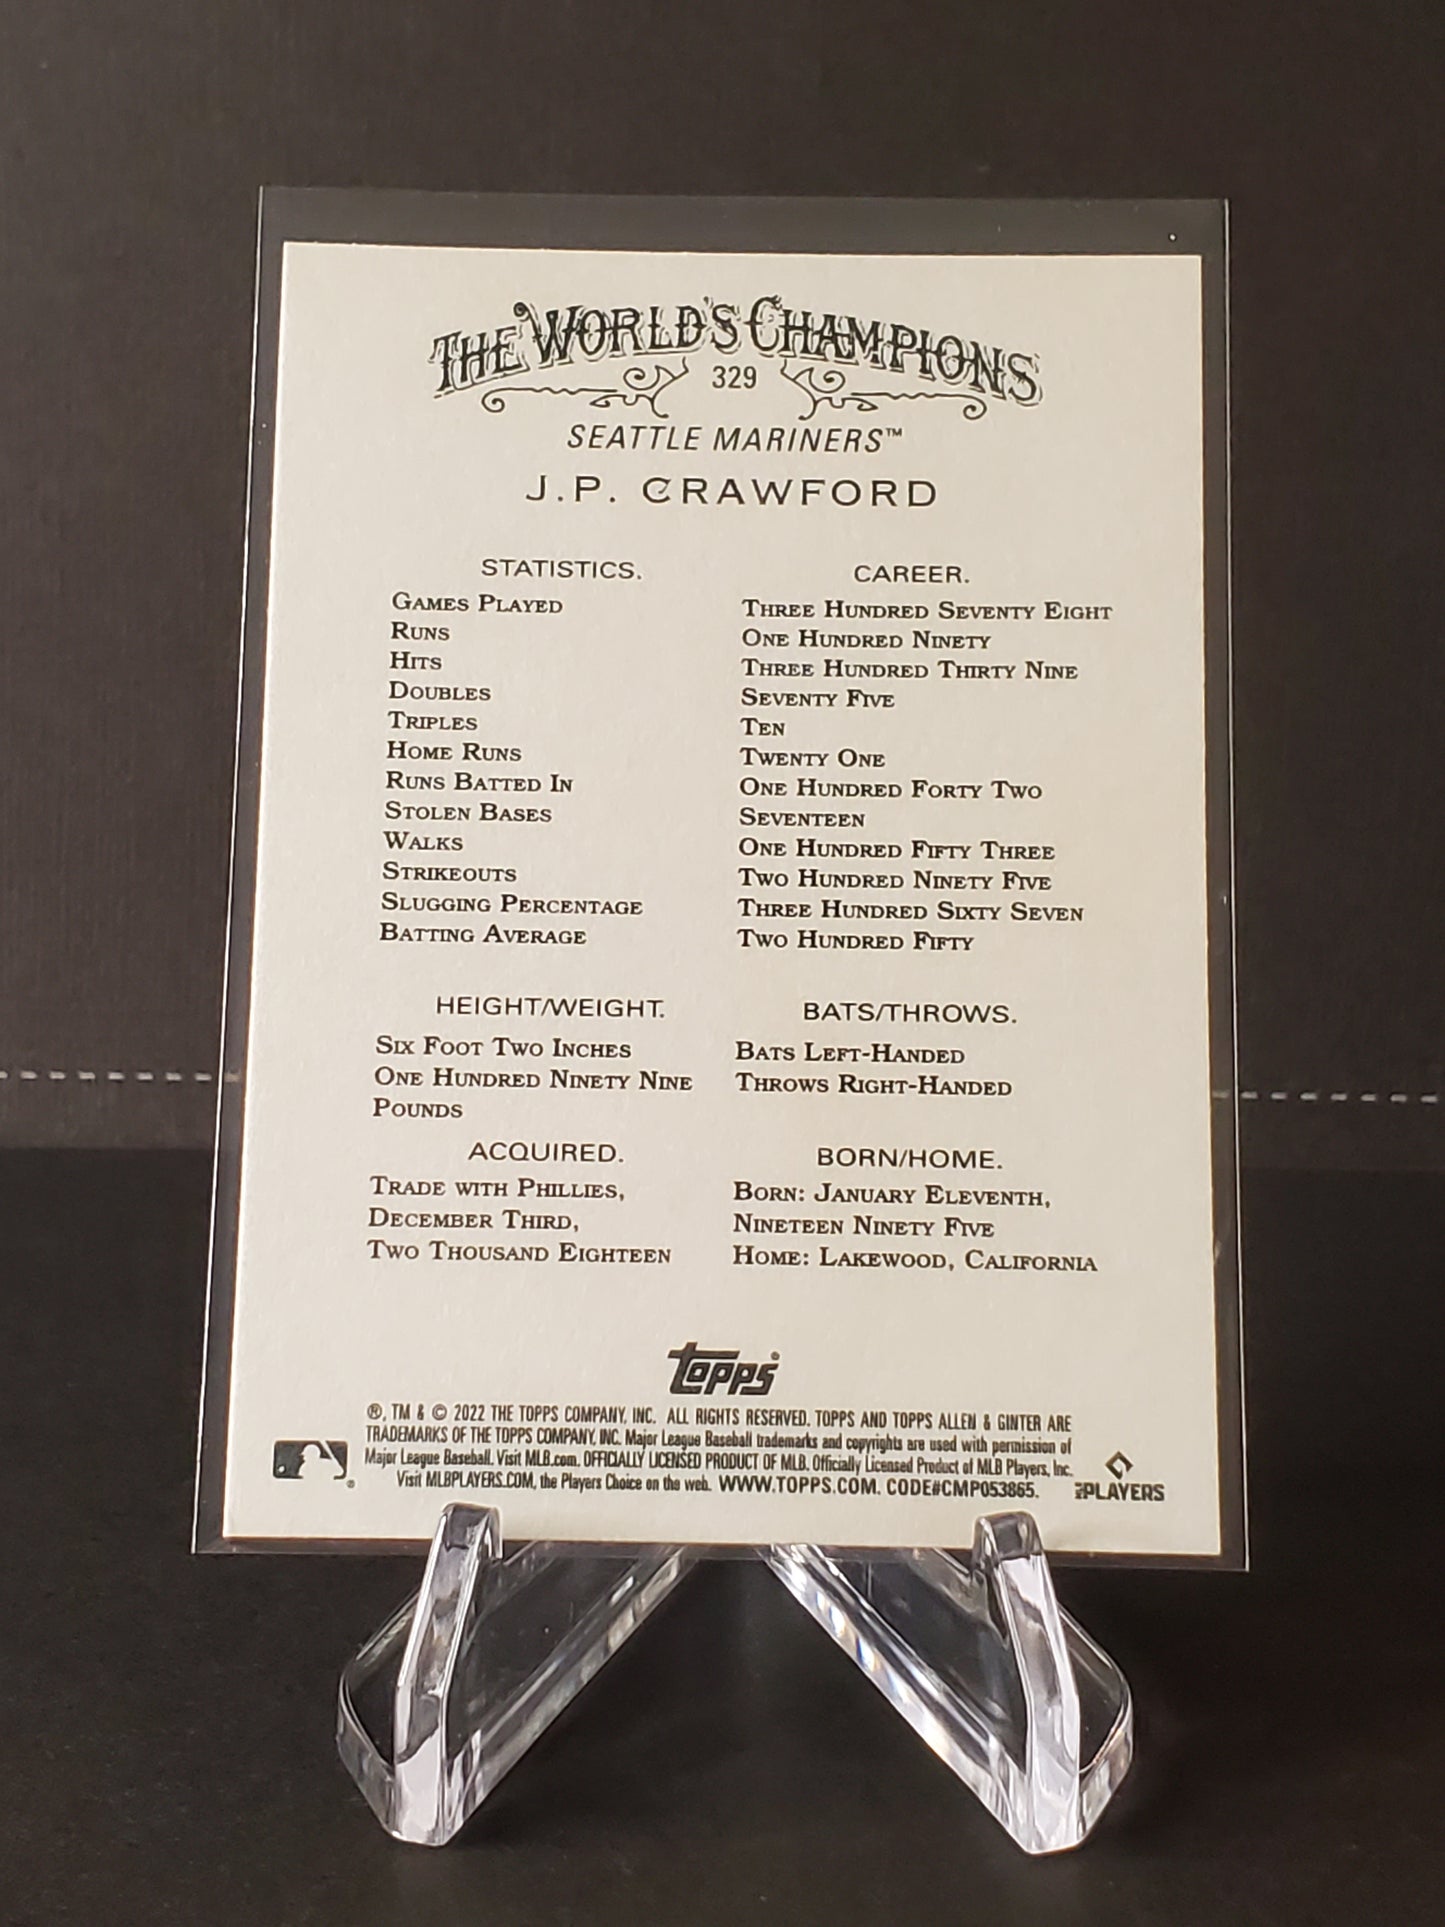 THE WORLD'S CHAMPIONS
329
SEATTLE MARINERS™
J.P. CRAWFORD
STATISTICS. CAREER.
GAMES PLAYED THREE HUNDRED SEVENTY EIGHT
RUNS ONE HUNDRED NINETY
HITS THREE HUNDRED THIRTY NINE
DOUBLES SEVENTY FIVE
TRIPLES TEN
HOME RUNS TWENTY ONE
RUNS BATTED IN ONE HUNDRED FORTY TWO
STOLEN BASES SEVENTEEN
WALKS ONE HUNDRED FIFTY THREE
STRIKEOUTS TWO HUNDRED NINETY FIVE
SLUGGING PERCENTAGE THREE HUNDRED SIXTY SEVEN
BATTING AVERAGE TWO HUNDRED FIFTY
HEIGHT/WEIGHT.
SIX FOOT TWO INCHES
ONE HUNDRED NINETY NINE
POUNDS
BATS/THROWS.
BATS LEFT-HANDED
THROWS RIGHT-HANDED
ACQUIRED.
TRADE WITH PHILLIES,
DECEMBER THIRD,
TWO THOUSAND EIGHTEEN
BORN/HOME.
BORN: JANUARY ELEVENTH,
NINETEEN NINETY FIVE
HOME: LAKEWOOD, CALIFORNIA
topps®
®, TM & © 2022 THE TOPPS COMPANY, INC. ALL RIGHTS RESERVED. TOPPS AND TOPPS ALLEN & GINTER ARE
TRADEMARKS OF THE TOPPS COMPANY, INC. Major League Baseball trademarks and copyrights are used with permission of
Major League Baseball. Visit MLB.com. OFFICIALLY LICENSED PRODUCT OF MLB. Officially Licensed Product of MLB Players, Inc.
Visit MLBPLAYERS.COM, the Players Choice on the web. WWW.TOPPS.COM. CODE#CMP053865.
®
PLAYERS